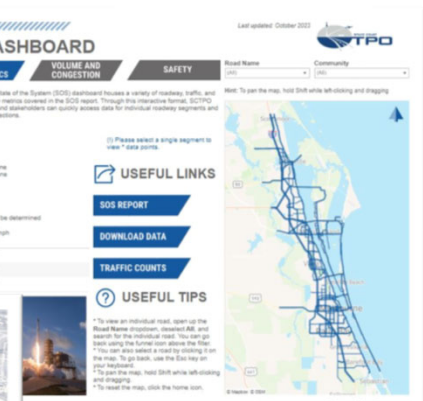 Last updated: October 2023
TPO
ASHBOARD
CS
VOLUME AND
CONGESTION
SAFETY
Road Name
(All)
Community
(All)
Hint: To pan the map, hold Shift while left-clicking and dragging
tate of the System (SOS) dashboard houses a variety of roadway, traffic, and
metrics covered in the SOS report. Through this interactive format, SCTPO
nd stakeholders can quickly access data for individual roadway segments and
ections.
(!) Please select a single segment to
view * data points.
USEFUL LINKS
SOS REPORT
be determined
DOWNLOAD DATA
TRAFFIC COUNTS
USEFUL TIPS
* To view an individual road, open up the
Road Name dropdown, deselect All, and
search for the individual road. You can go
back using the funnel icon above the filter.
* You can also select a road by clicking it on
the map. To go back, use the Esc key on
your keyboard.
* To pan the map, hold Shift while left-clicking
and dragging.
* To reset the map, click the home icon.
© Mapbox © OSM